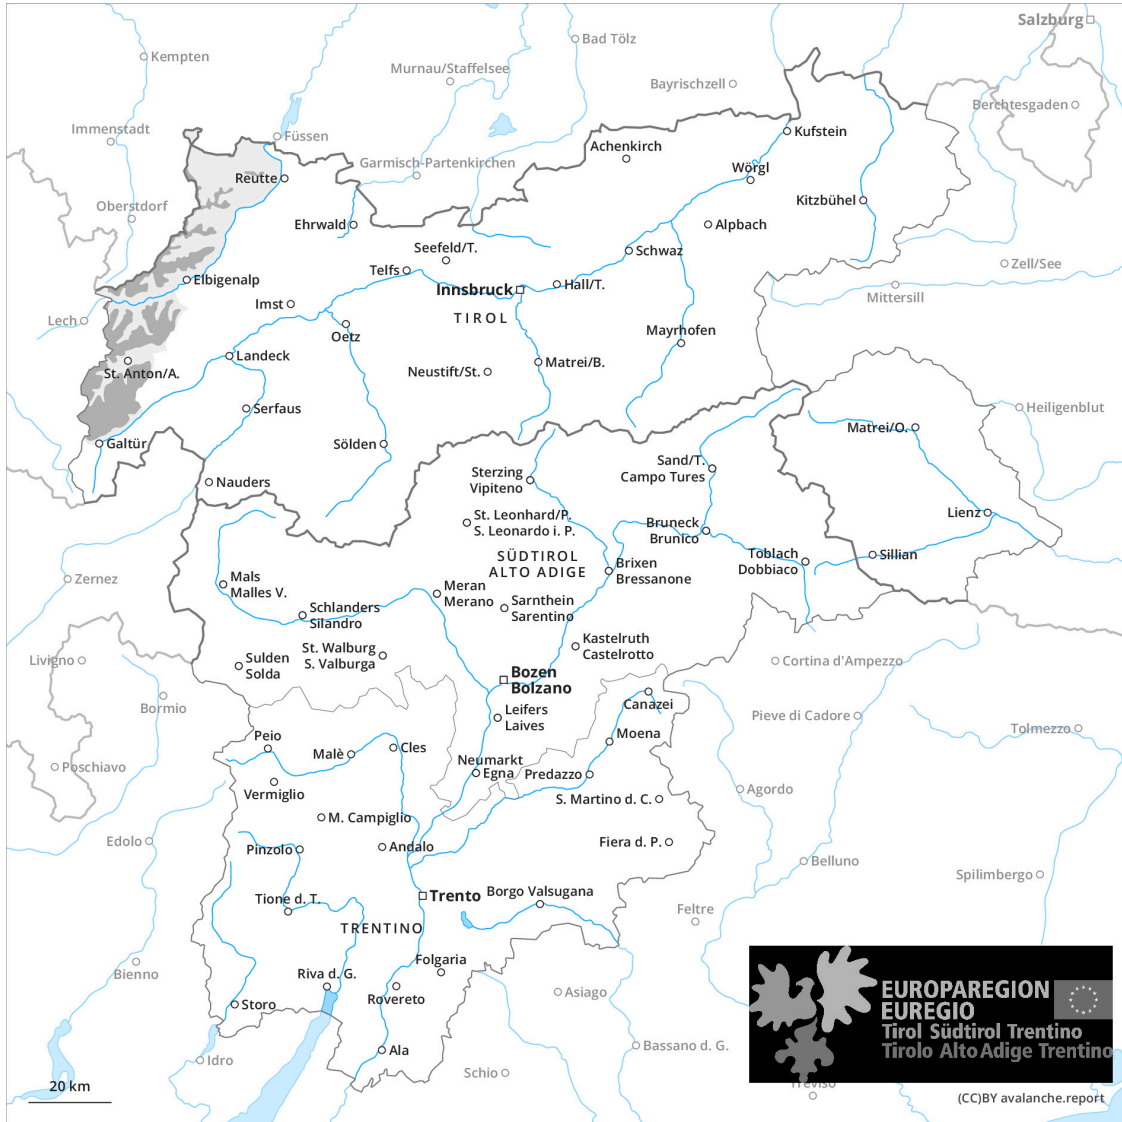 Salzburg
Bad Tölz
Kempten
Murnau/Staffelsee
Bayrischzell
Berchtesgaden
Immenstadt
Füssen
Kufstein
Achenkirch
Garmisch-Partenkirchen
Wörgl
Reutte
Kitzbühel
Oberstdorf
Ehrwald
Alpbach
Seefeld/T.
Schwaz
Telfs
Zell/See
Elbigenalp
Innsbruck
Hall/T.
Mittersill
Imst
Lech
TIROL
Oetz
Mayrhofen
Landeck
Matrei/B.
St. Anton/A.
Neustift/St.
Serfaus
Heiligenblut
Matrei/O.
Galtür
Sölden
Sand/T.
Campo Tures
Sterzing
Vipiteno
Nauders
Lienz
St. Leonhard/P.
S. Leonardo i. P.
Bruneck
Brunico
SÜDTIROL
ALTO ADIGE
Toblach
Dobbiaco
Sillian
Brixen
Bressanone
Zernez
Mals
Malles V.
Meran
Merano
Sarnthein
Sarentino
Schlanders
Silandro
Kastelruth
Castelrotto
St. Walburg
S. Valburga
Livigno
Sulden
Solda
Cortina d'Ampezzo
Bozen
Bolzano
Bormio
Canazei
Leifers
Laives
Pieve di Cadore
Tolmezzo
Peio
Moena
Malè
Cles
Neumarkt
Egna
Predazzo
Poschiavo
Vermiglio
Agordo
S. Martino d. C.
M. Campiglio
Edolo
Fiera d. P.
Pinzolo
Andalo
Belluno
Spilimbergo
Trento
Borgo Valsugana
Tione d. T.
Feltre
TRENTINO
Folgaria
Bienno
Riva d. G.
Rovereto
Asiago
Storo
EUROPAREGION
EUREGIO
Tirol Südtirol Trentino
Tirolo Alto Adige Trentino
Ala
Bassano d. G.
Idro
Schio
Treviso
20 km
(CC)BY avalanche.report